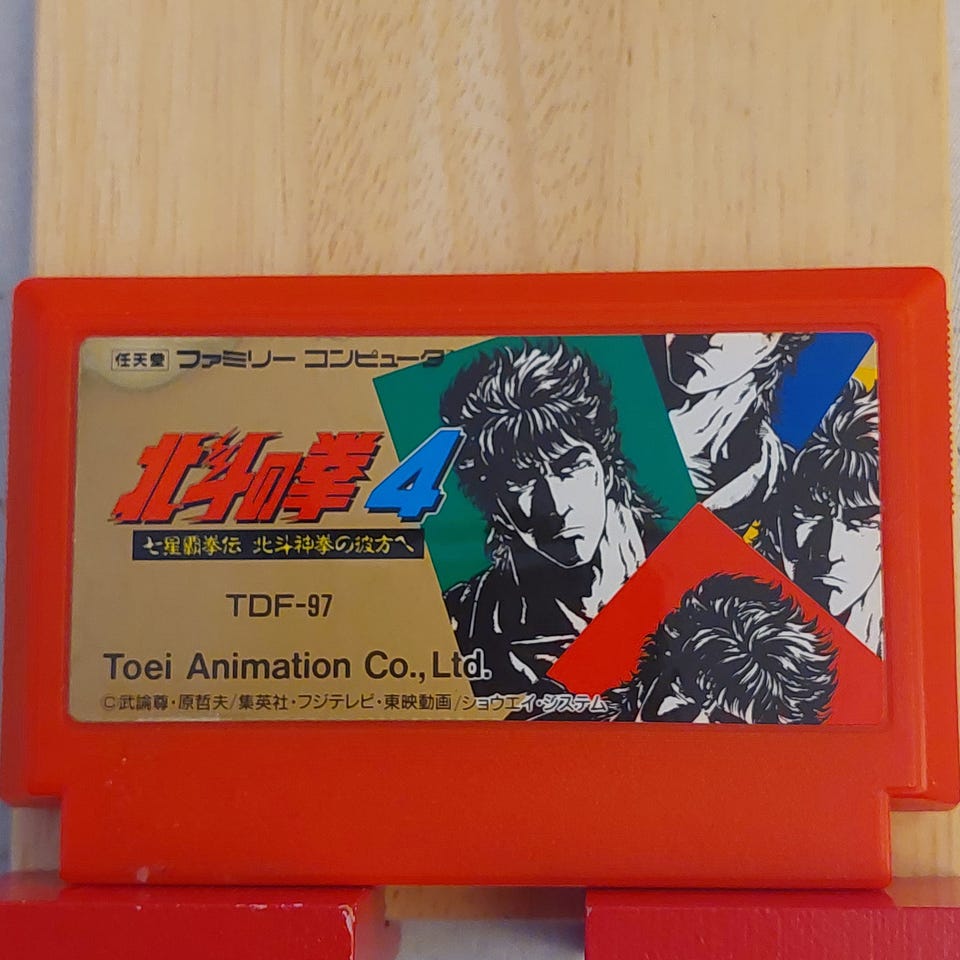 任天堂 ファミリー コンピュータ
北斗の拳4
七星覇拳伝 北斗神拳の彼方へ
TDF-97
Toei Animation Co., Ltd.
©武論尊・原哲夫/集英社・フジテレビ・東映動画/ショウエイ・システム